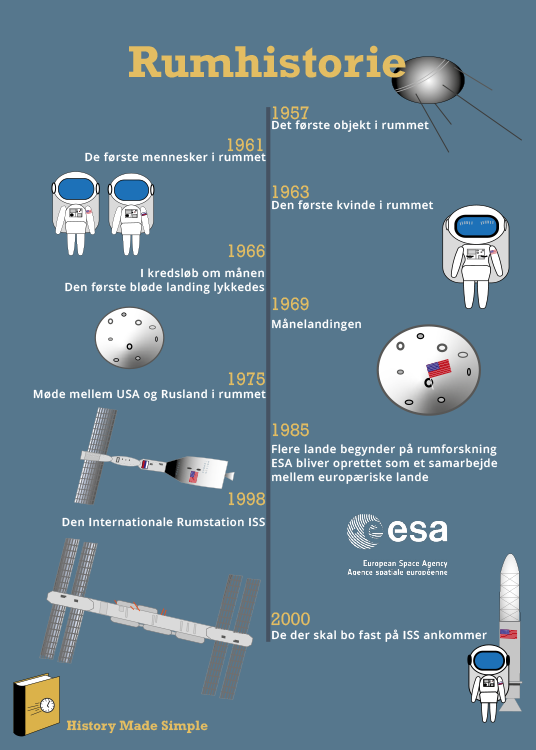 Rumhistorie
1957
Det første objekt i rummet
1961
De første mennesker i rummet
1963
Den første kvinde i rummet
1966
I kredsløb om månen
Den første bløde landing lykkedes
1969
Månelandingen
1975
Møde mellem USA og Rusland i rummet
1985
Flere lande begynder på rumforskning
ESA bliver oprettet som et samarbejde
mellem europæriske lande
1998
Den Internationale Rumstation ISS
esa
European Space Agency
Agence spatiale européenne
2000
De der skal bo fast på ISS ankommer
History Made Simple